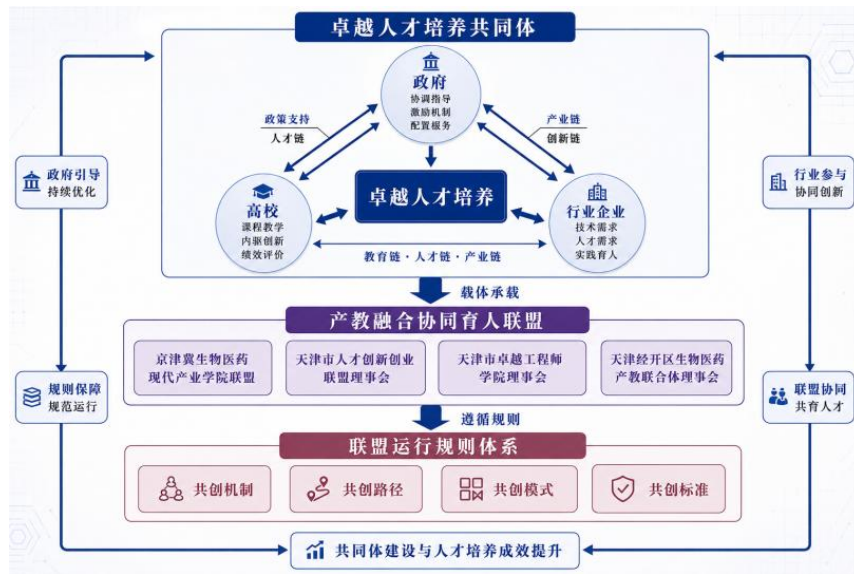 卓越人才培养共同体
政府
协调指导
激励机制
配置服务
政策支持
人才链
产业链
创新链
卓越人才培养
高校
课程教学
内驱创新
绩效评价
行业企业
技术需求
人才需求
实践育人
教育链·人才链·产业链
政府引导
持续优化
行业参与
协同创新
载体承载
产教融合协同育人联盟
京津冀生物医药
现代产业学院联盟
天津市人才创新创业
联盟理事会
天津市卓越工程师
学院理事会
天津经开区生物医药
产教联合体理事会
规则保障
规范运行
联盟协同
共育人才
遵循规则
联盟运行规则体系
共创机制
共创路径
共创模式
共创标准
共同体建设与人才培养成效提升